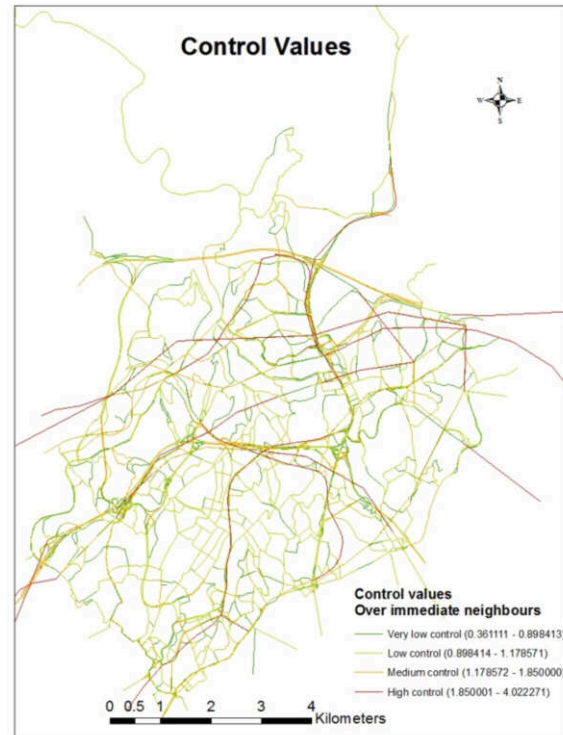 Control Values
N
W E
S
Control values
Over immediate neighbours
Very low control (0.361111 - 0.898413)
Low control (0.898414 - 1.178571)
Medium control (1.178572 - 1.850000)
High control (1.850001 - 4.022271)
0 0.5 1 2 3 4
Kilometers